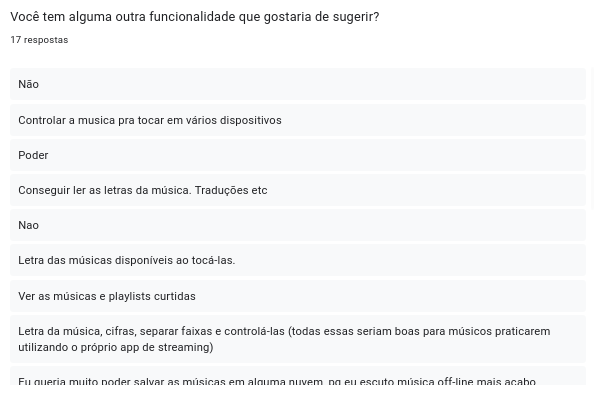 Você tem alguma outra funcionalidade que gostaria de sugerir?
17 respostas
Não
Controlar a musica pra tocar em vários dispositivos
Poder
Conseguir ler as letras da música. Traduções etc
Nao
Letra das músicas disponíveis ao tocá-las.
Ver as músicas e playlists curtidas
Letra da música, cifras, separar faixas e controlá-las (todas essas seriam boas para músicos praticarem
utilizando o próprio app de streaming)
Eu queria muito poder salvar as músicas em alguma nuvem, pq eu escuto música off-line mais acabo